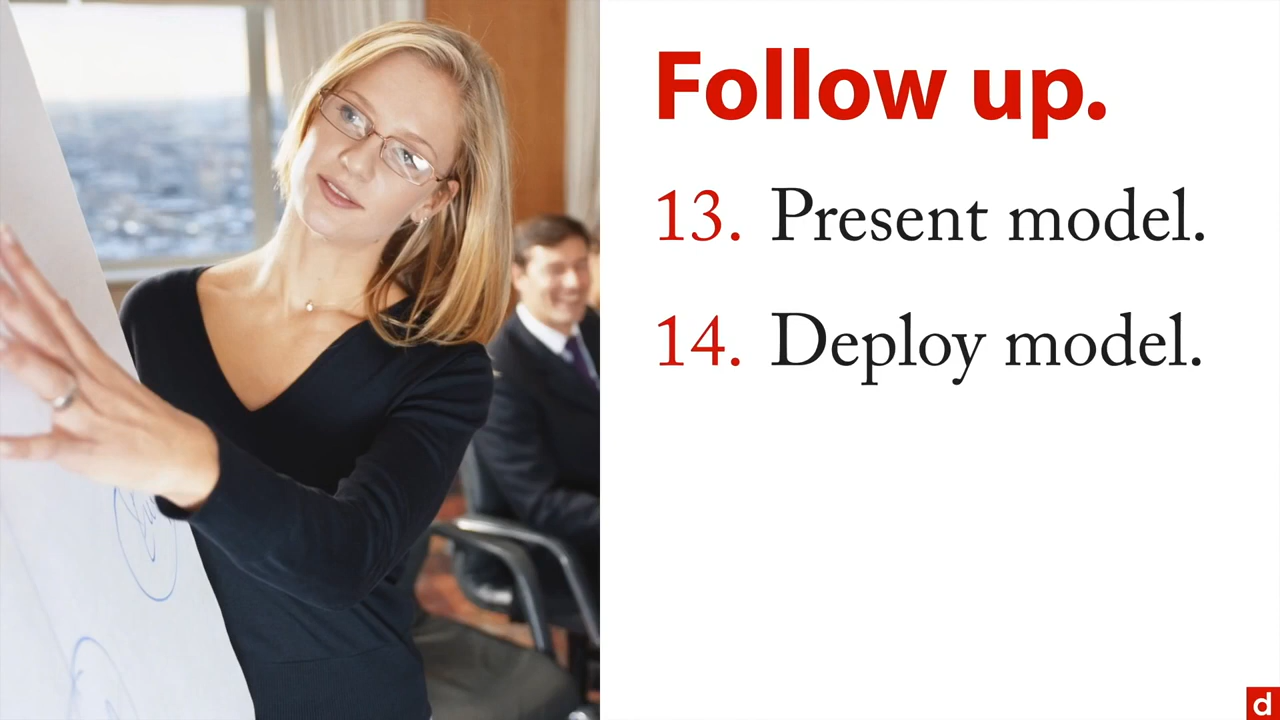 Follow up.
13. Present model.
14. Deploy model.
d